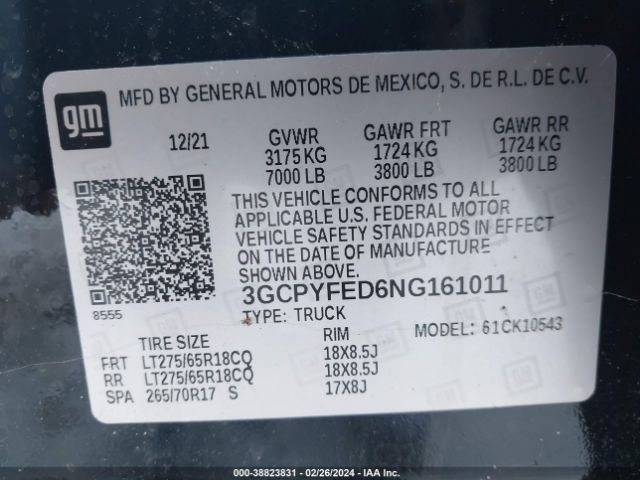 gm
MFD BY GENERAL MOTORS DE MEXICO, S. DE R.L. DE C.V.
12/21 GVWR GAWR FRT GAWR RR
3175 KG 1724 KG 1724 KG
7000 LB 3800 LB 3800 LB
THIS VEHICLE CONFORMS TO ALL
APPLICABLE U.S. FEDERAL MOTOR
VEHICLE SAFETY STANDARDS IN EFFECT
ON THE DATE OF MANUFACTURE
SHOWN ABOVE.
8555
3GCPYFED6NG161011
TYPE: TRUCK
MODEL: 61CK10543
TIRE SIZE RIM
FRT LT275/65R18CQ 18X8.5J
RR LT275/65R18CQ 18X8.5J
SPA 265/70R17 S 17X8J
000-38823831 - 02/26/2024 - IAA Inc.